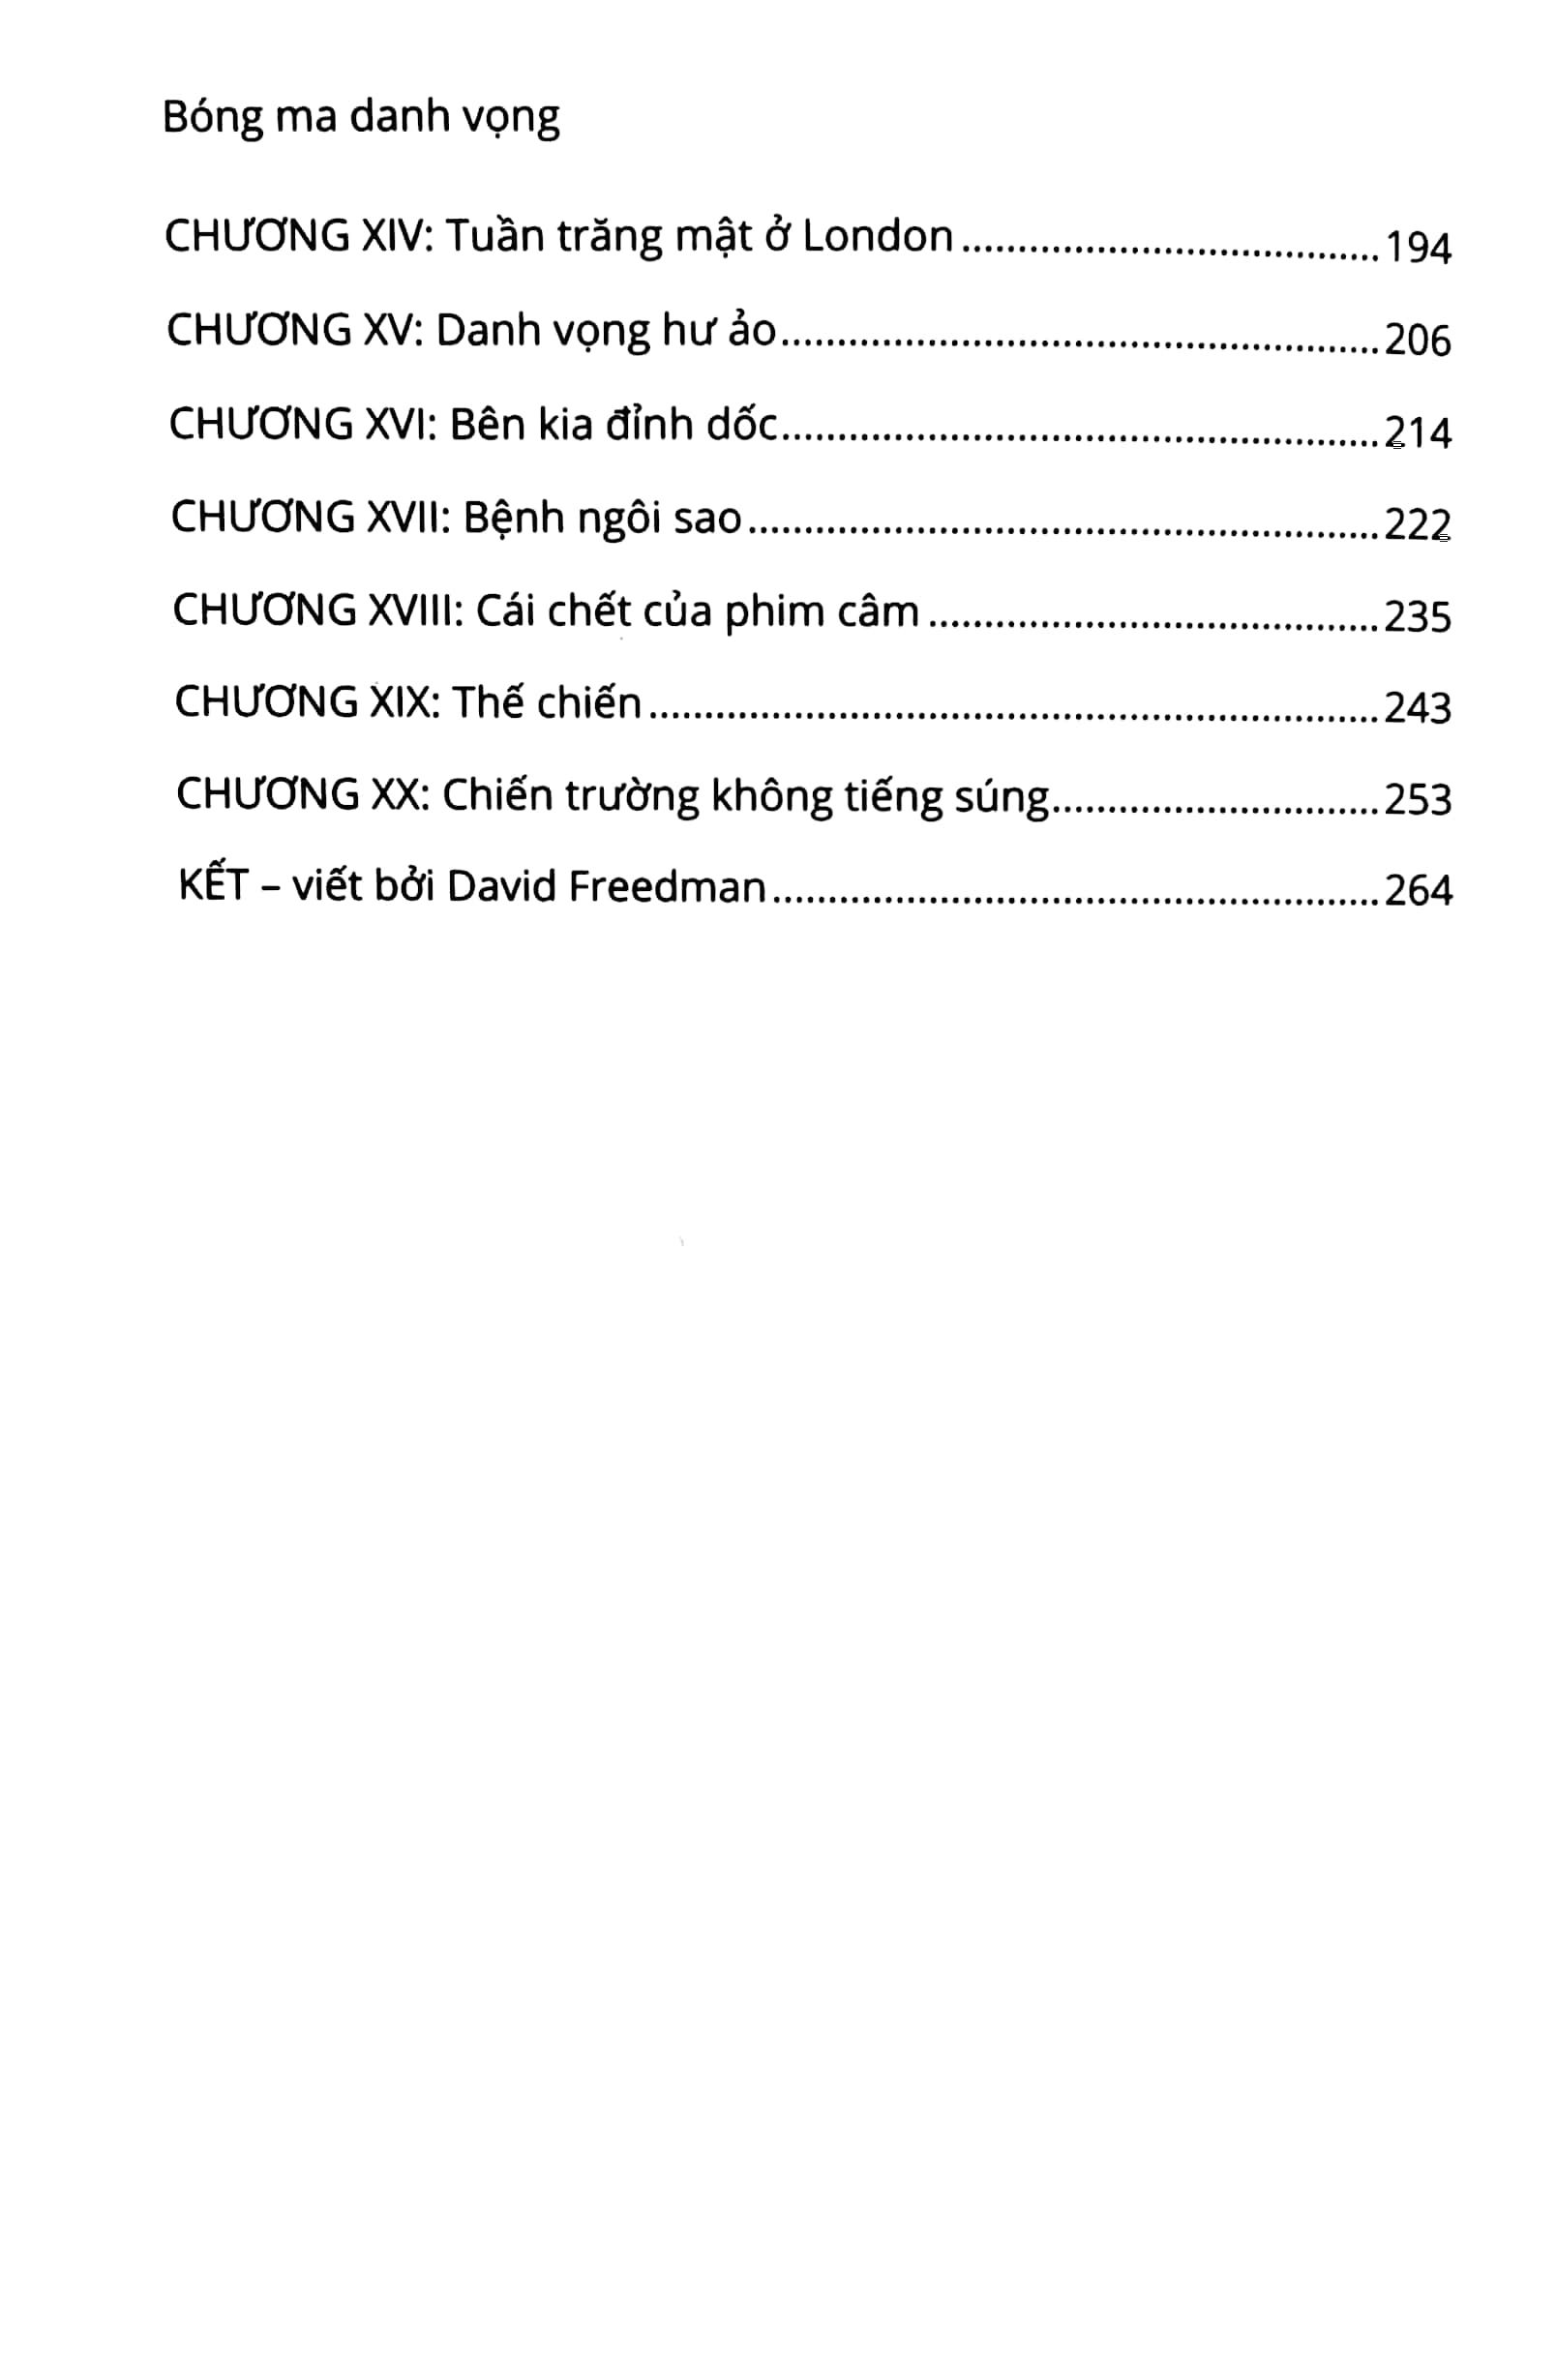 Bóng ma danh vọng
CHƯƠNG XIV: Tuần trăng mật ở London....................................194
CHƯƠNG XV: Danh vọng hư ảo....................................................206
CHƯƠNG XVI: Bên kia đỉnh dốc....................................................214
CHƯƠNG XVII: Bệnh ngôi sao.......................................................222
CHƯƠNG XVIII: Cái chết của phim câm.......................................235
CHƯƠNG XIX: Thế chiến................................................................243
CHƯƠNG XX: Chiến trường không tiếng súng............................253
KẾT – viết bởi David Freedman.....................................................264